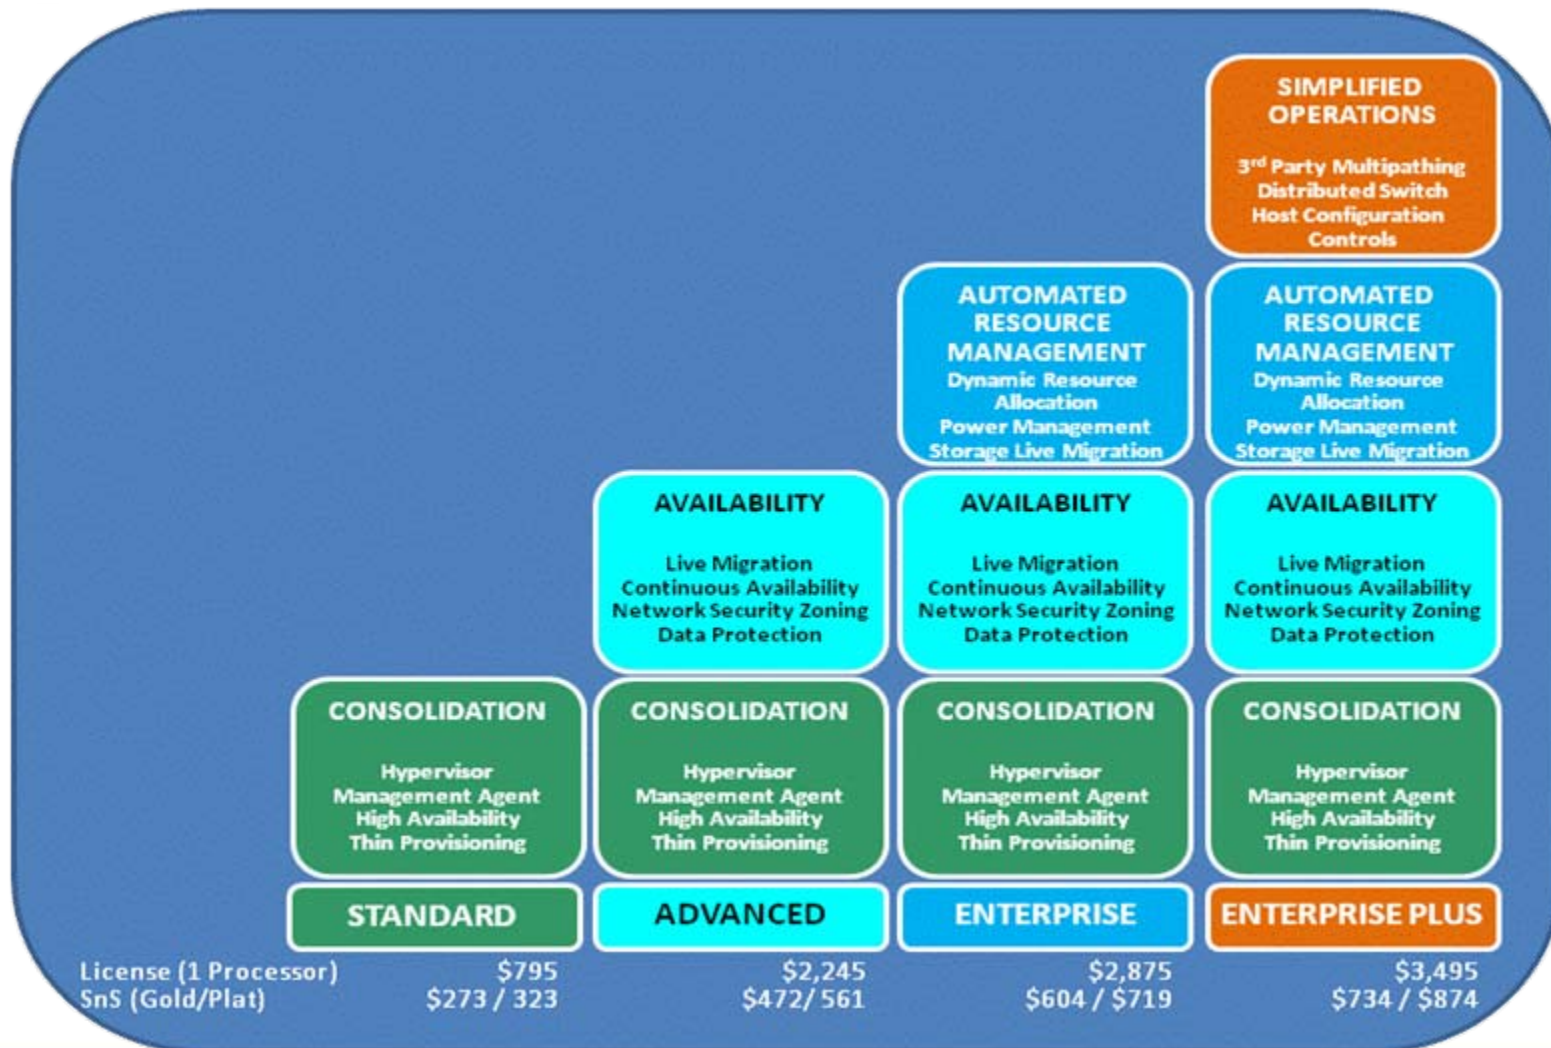 SIMPLIFIED
OPERATIONS
3rd Party Multipathing
Distributed Switch
Host Configuration
Controls
AUTOMATED
RESOURCE
MANAGEMENT
Dynamic Resource
Allocation
Power Management
Storage Live Migration
AUTOMATED
RESOURCE
MANAGEMENT
Dynamic Resource
Allocation
Power Management
Storage Live Migration
AVAILABILITY
Live Migration
Continuous Availability
Network Security Zoning
Data Protection
AVAILABILITY
Live Migration
Continuous Availability
Network Security Zoning
Data Protection
AVAILABILITY
Live Migration
Continuous Availability
Network Security Zoning
Data Protection
CONSOLIDATION
Hypervisor
Management Agent
High Availability
Thin Provisioning
CONSOLIDATION
Hypervisor
Management Agent
High Availability
Thin Provisioning
CONSOLIDATION
Hypervisor
Management Agent
High Availability
Thin Provisioning
CONSOLIDATION
Hypervisor
Management Agent
High Availability
Thin Provisioning
STANDARD ADVANCED ENTERPRISE ENTERPRISE PLUS
License (1 Processor) $795 $2,245 $2,875 $3,495
SnS (Gold/Plat) $273 / 323 $472/ 561 $604 / $719 $734 / $874